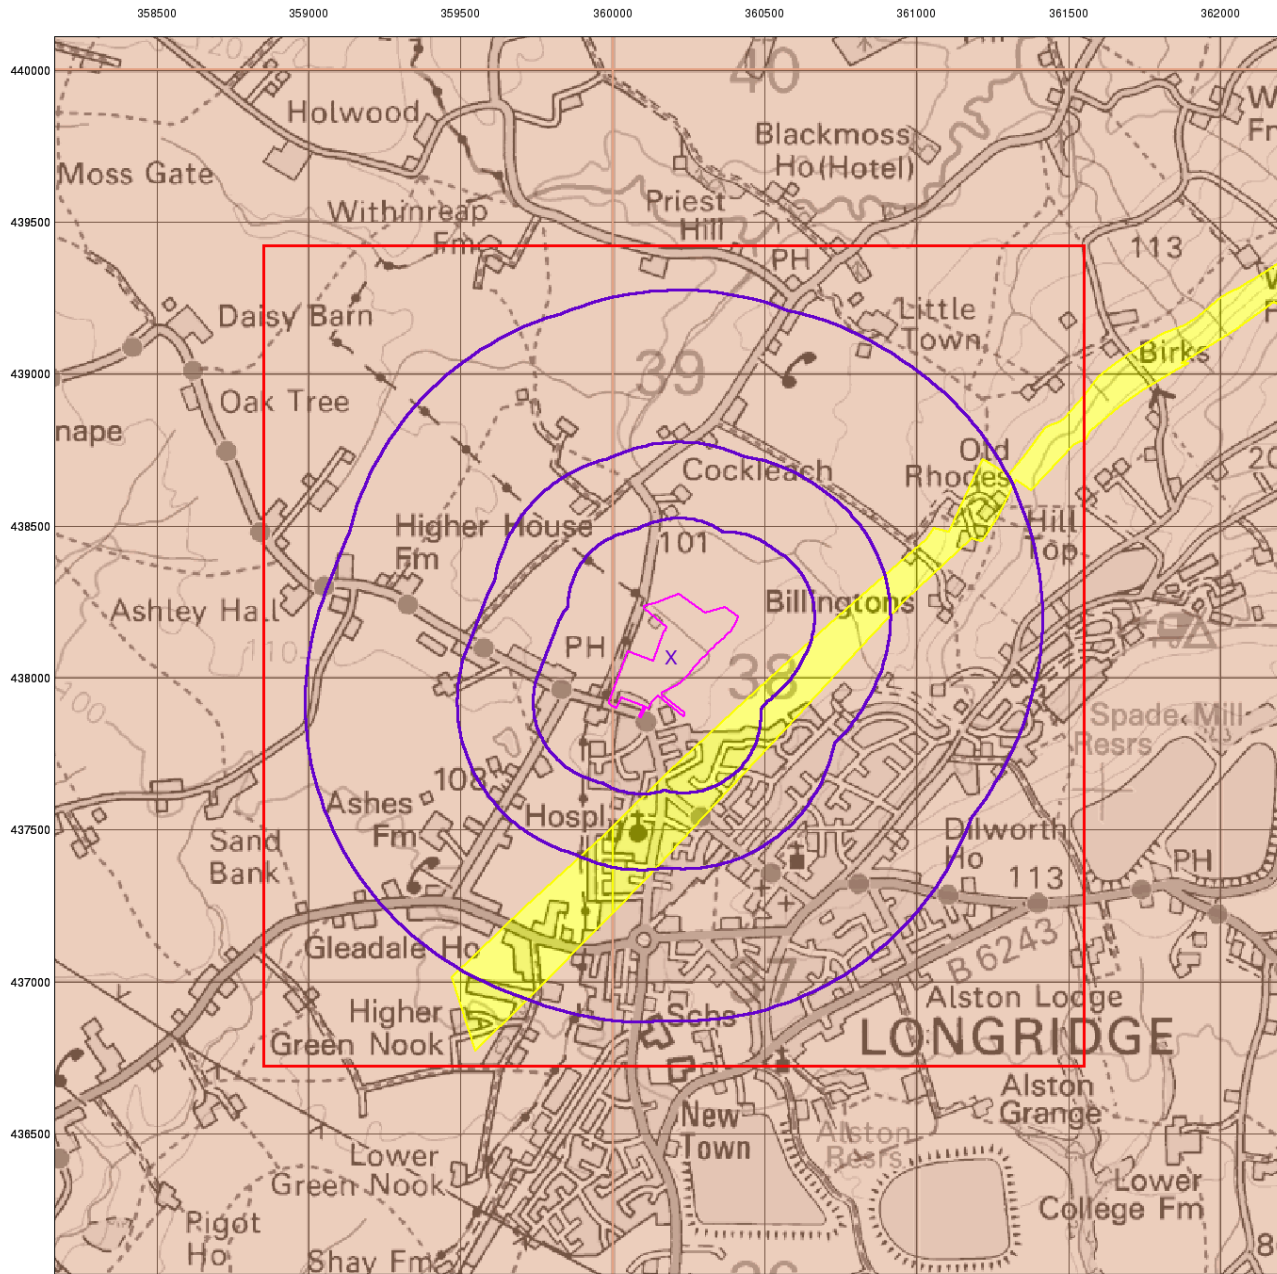 358500 359000 359500 360000 360500 361000 361500 362000
440000
439500
439000
438500
438000
437500
437000
436500
40
Holwood
Blackmoss
Ho (Hotel)
Moss Gate
Priest
Hill
Withinreap
Fm
PH
113
Daisy Barn
Little
Town
39
Birks
Oak Tree
nape
Cockleach
Old
Rhodes
Higher House
Fm
101
Hill
Top
Ashley Hall
Billingtons
110
PH
X
38
100
Spade Mill
Resrs
108
Ashes
Fm
Hospl
Sand
Bank
Dilworth
Ho
PH
113
Gleadale Ho
B 6243
37
Higher
Green Nook
Schs
Alston Lodge
LONGRIDGE
Alston
Grange
New
Town
Alston
Resrs
Lower
Green Nook
Lower
College Fm
Pigot
Ho
Shay Fm